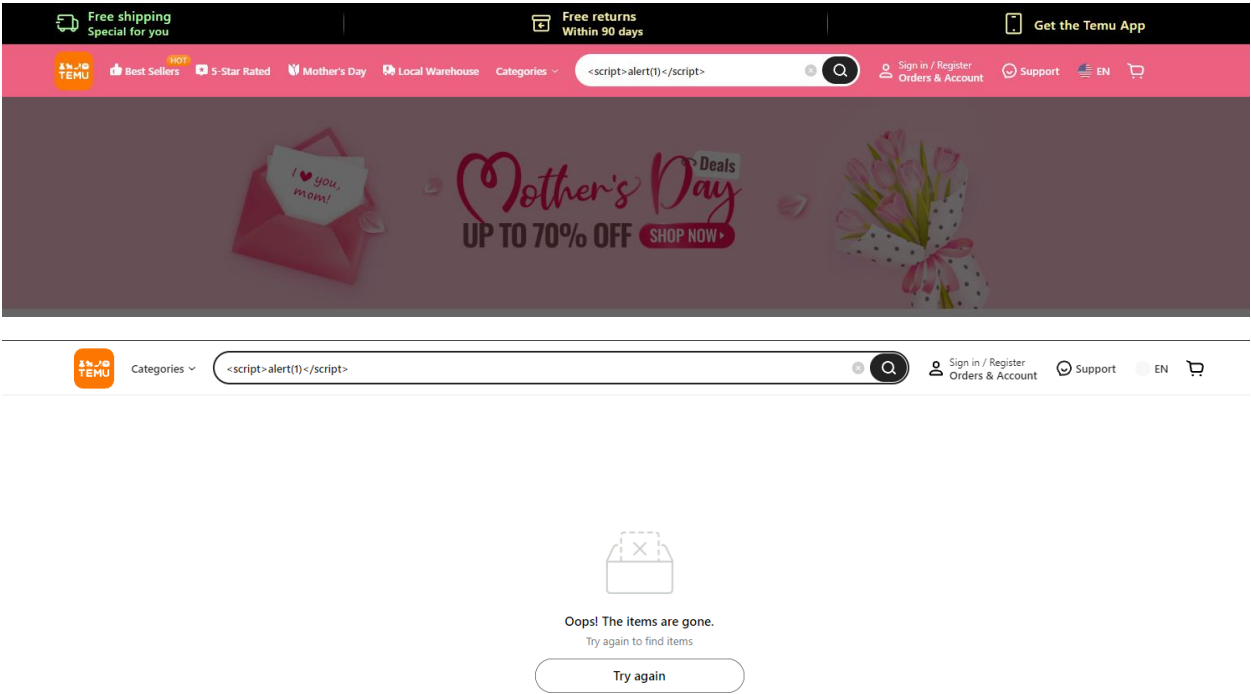 Free shipping
Special for you
Free returns
Within 90 days
Get the Temu App
TEMU
Best Sellers
HOT
5-Star Rated
Mother's Day
Local Warehouse
Categories
<script>alert(1)</script>
Sign in / Register
Orders & Account
Support
EN
I ♥ you,
mom!
Mother's Day
Deals
UP TO 70% OFF
SHOP NOW
TEMU
Categories
<script>alert(1)</script>
Sign in / Register
Orders & Account
Support
EN
Oops! The items are gone.
Try again to find items
Try again